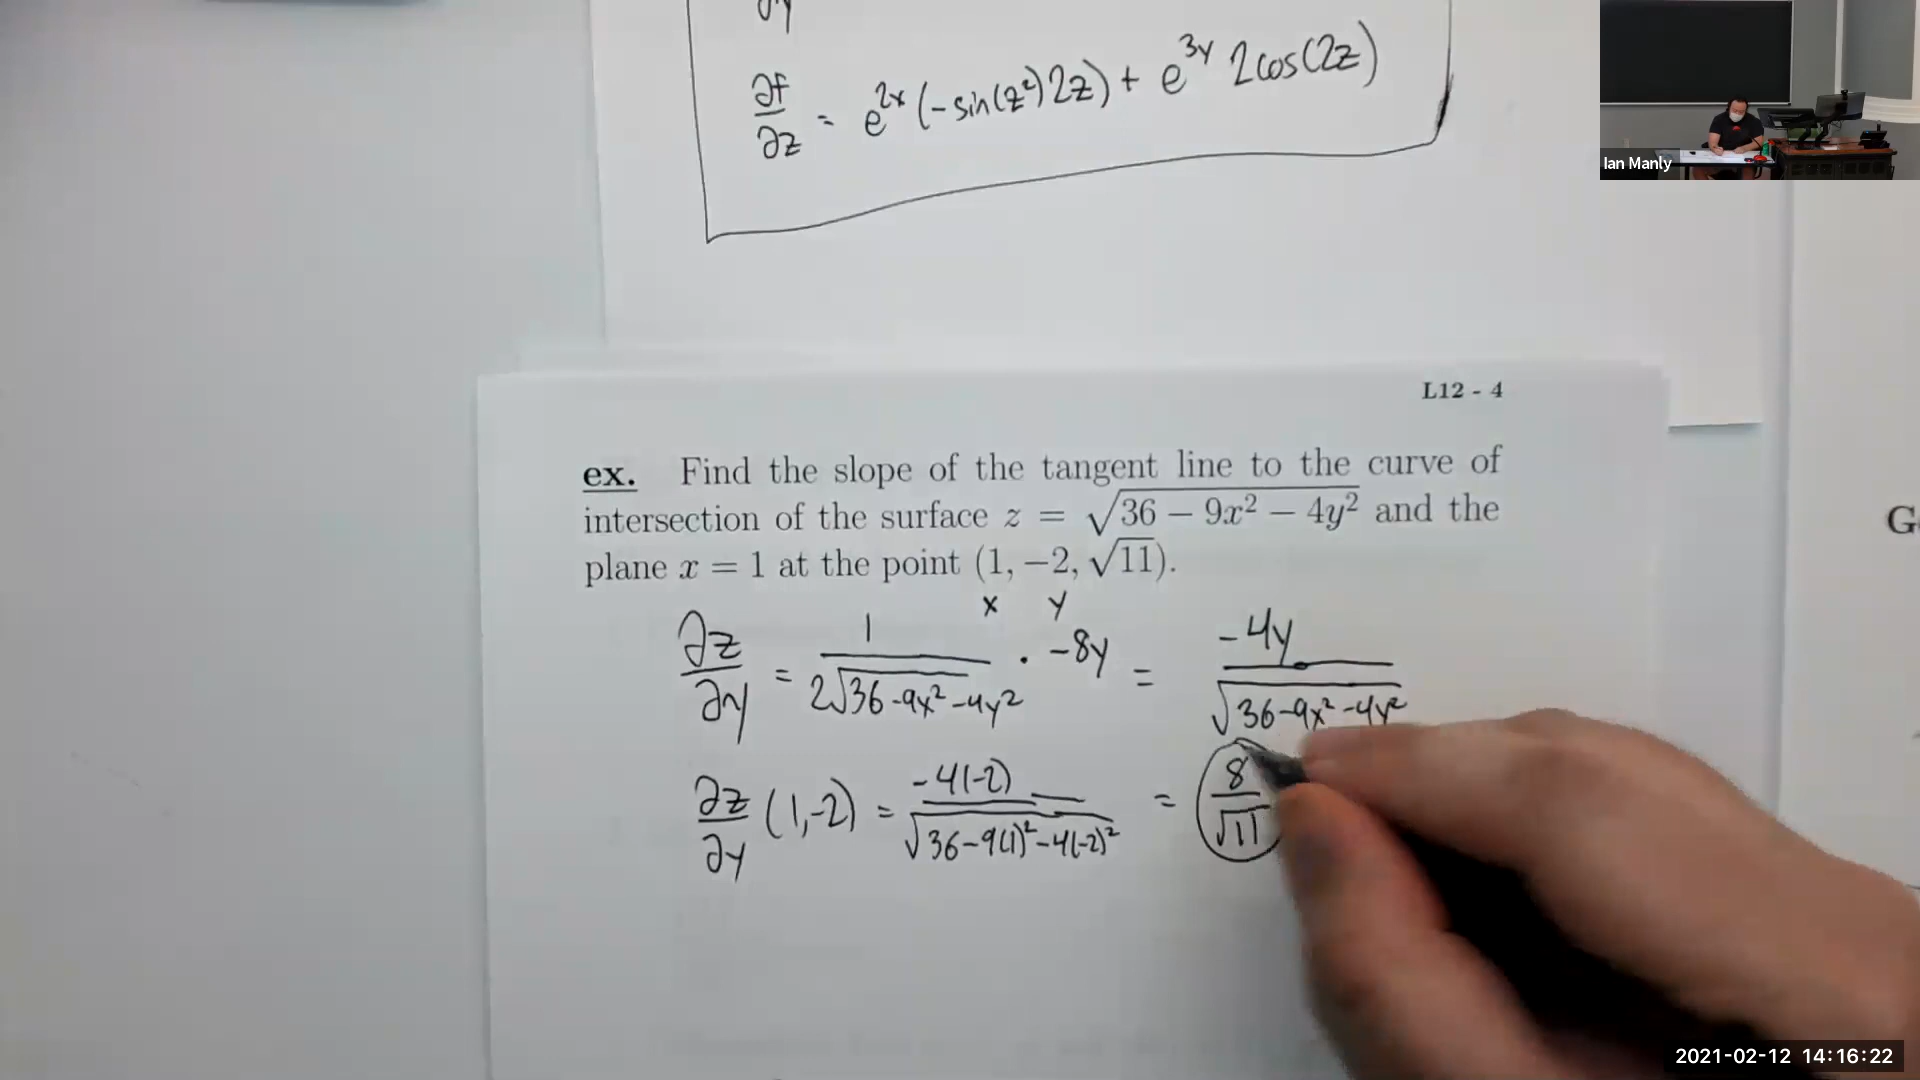 ∂y
∂f/∂z = e^{2x}(-sin(z²)2z) + e^{3y} 2cos(2z)
Ian Manly
L12 - 4
ex. Find the slope of the tangent line to the curve of
intersection of the surface z = √(36 − 9x² − 4y²) and the
plane x = 1 at the point (1, −2, √11).
x y
∂z/∂y = 1/(2√(36-9x²-4y²)) · -8y = -4y/√(36-9x²-4y²)
∂z/∂y (1,-2) = -4(-2)/√(36-9(1)²-4(-2)²) = 8/√11
G
2021-02-12 14:16:22